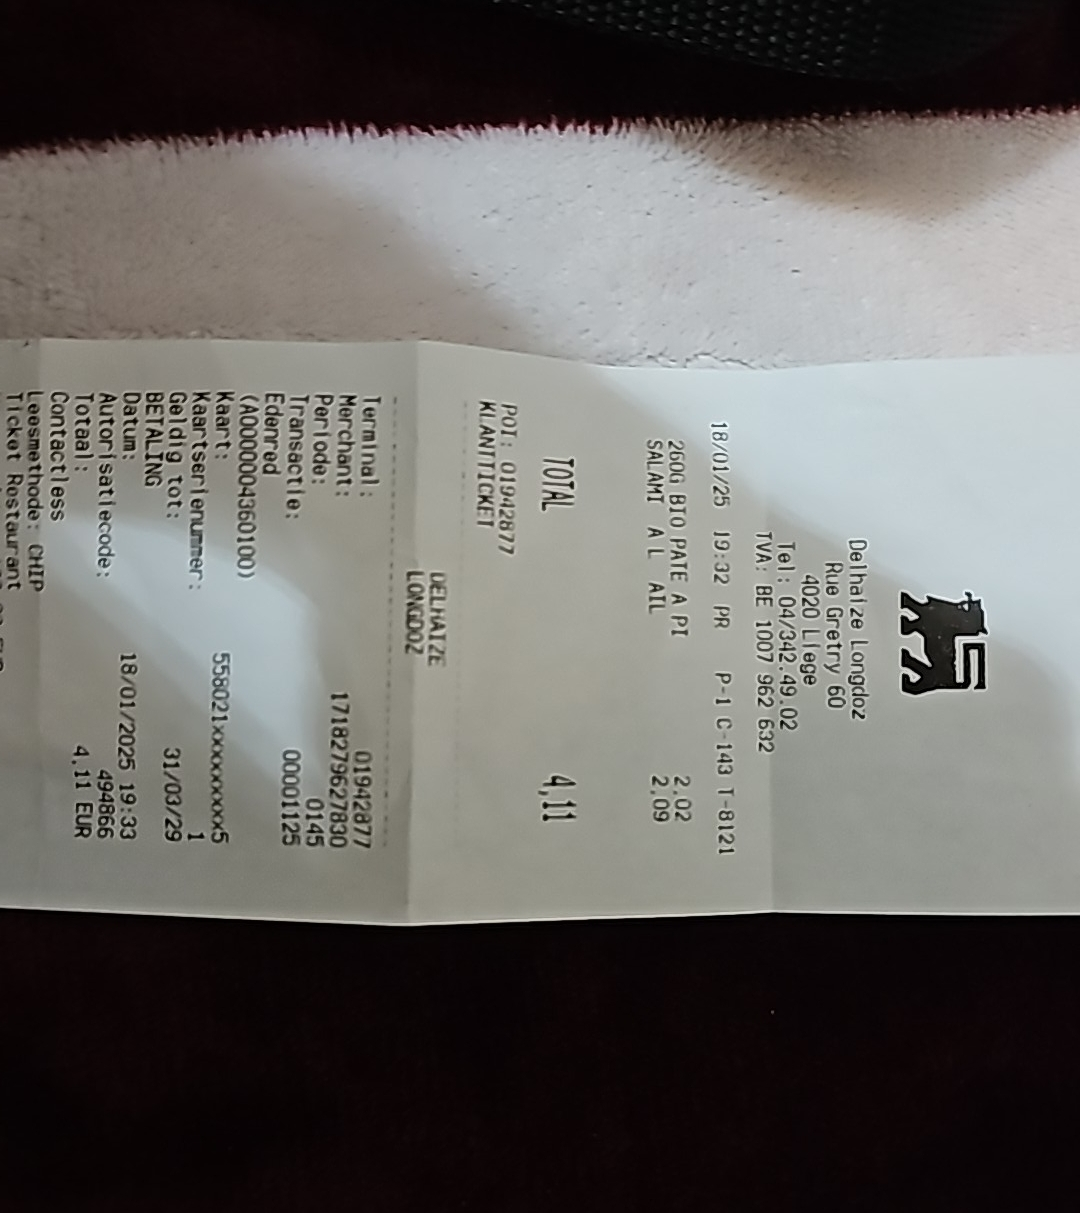 Delhaize Longdoz
Rue Gretry 60
4020 Liege
Tel: 04/342.49.02
TVA: BE 1007 962 632
18/01/25 19:32 PR P-1 C-143 T-8121
260G BIO PATE A PI 2.02
SALAMI A L AIL 2.09
TOTAL 4,11
POI: 01942877
KLANTTICKET
DELHAIZE
LONGDOZ
Terminal: 01942877
Merchant: 1718279627830
Periode: 0145
Transactie: 00001125
Edenred
(A0000004360100)
Kaart: 558021xxxxxxxxx5
Kaartserienummer: 1
Geldig tot: 31/03/29
BETALING
Datum: 18/01/2025 19:33
Autorisatiecode: 494866
Totaal: 4,11 EUR
Contactless
Leesmethode: CHIP
Ticket Restaurant